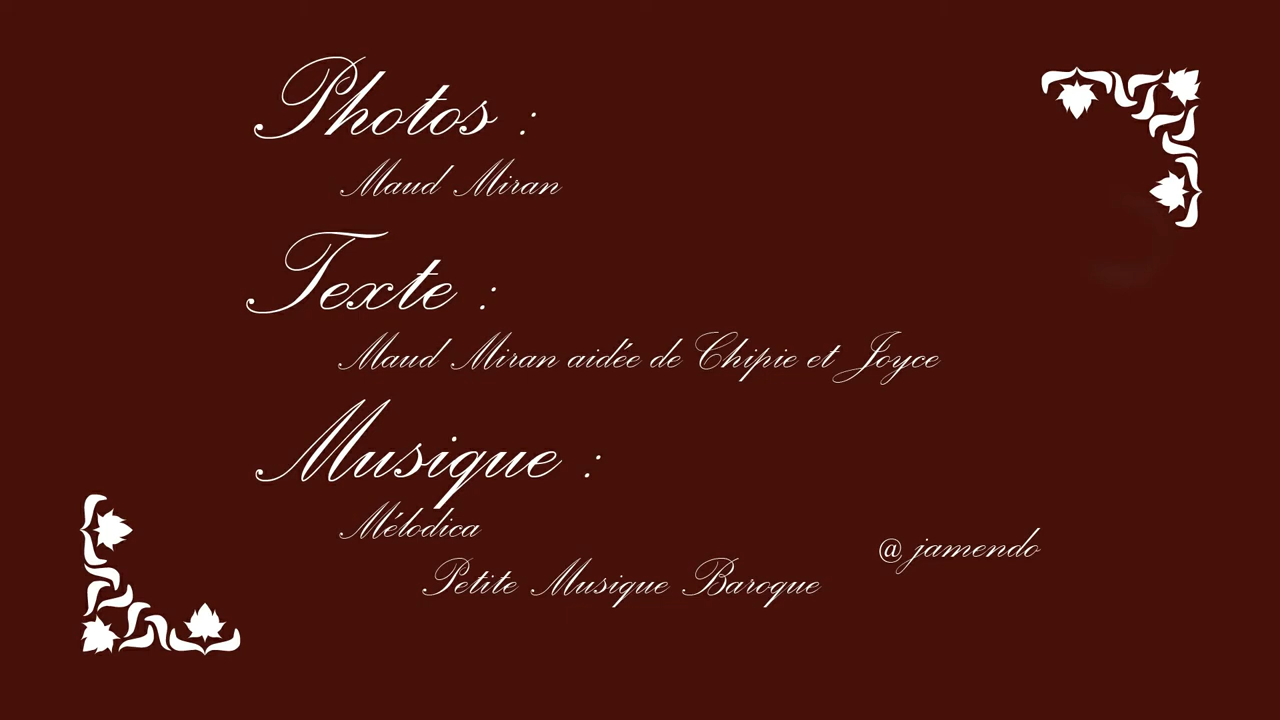 Photos :
Maud Miran
Texte :
Maud Miran aidée de Chipie et Joyce
Musique :
Mélodica
Petite Musique Baroque
@ jamendo